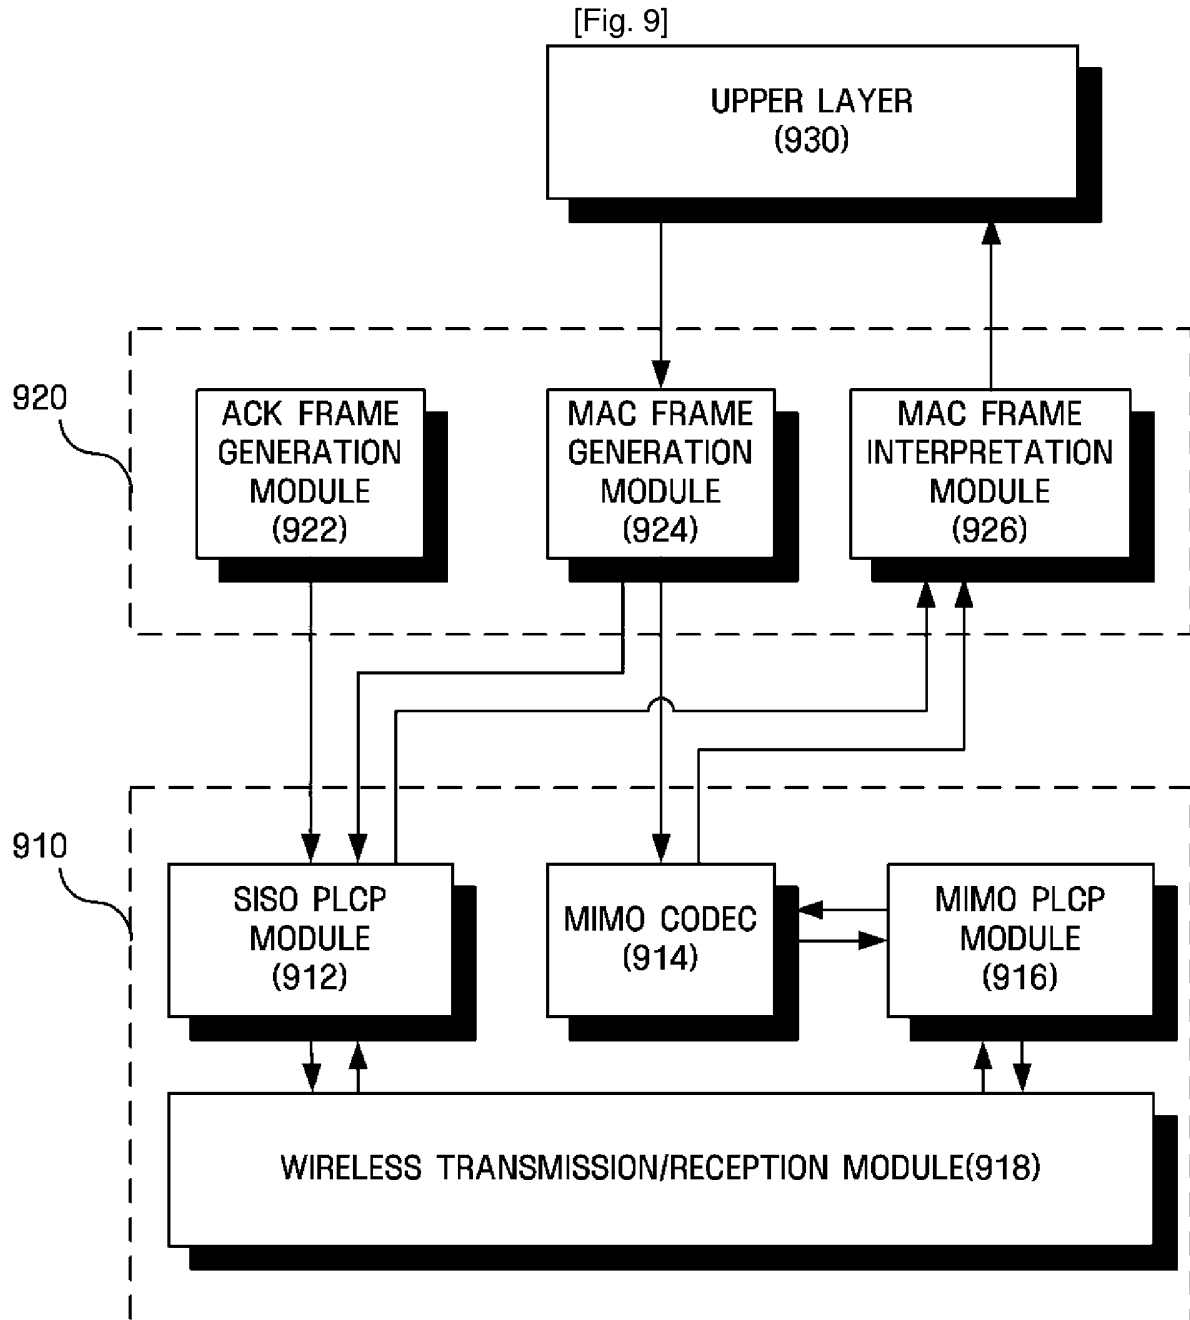 [Fig. 9]
UPPER LAYER
(930)
920
ACK FRAME
GENERATION
MODULE
(922)
MAC FRAME
GENERATION
MODULE
(924)
MAC FRAME
INTERPRETATION
MODULE
(926)
910
SISO PLCP
MODULE
(912)
MIMO CODEC
(914)
MIMO PLCP
MODULE
(916)
WIRELESS TRANSMISSION/RECEPTION MODULE(918)